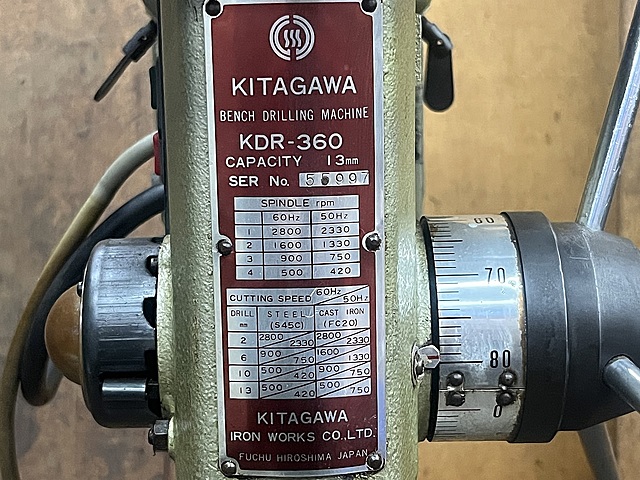 KITAGAWA
BENCH DRILLING MACHINE
KDR-360
CAPACITY 13mm
SER No. 55997
SPINDLE rpm
60Hz 50Hz
1 2800 2330
2 1600 1330
3 900 750
4 500 420
CUTTING SPEED 60Hz 50Hz
DRILL mm STEEL (S45C) CAST IRON (FC20)
2 2800 2330 2800 2330
6 900 750 1600 1330
10 500 420 900 750
13 500 420 500 750
KITAGAWA
IRON WORKS CO.,LTD.
FUCHU HIROSHIMA JAPAN
60
70
80
0